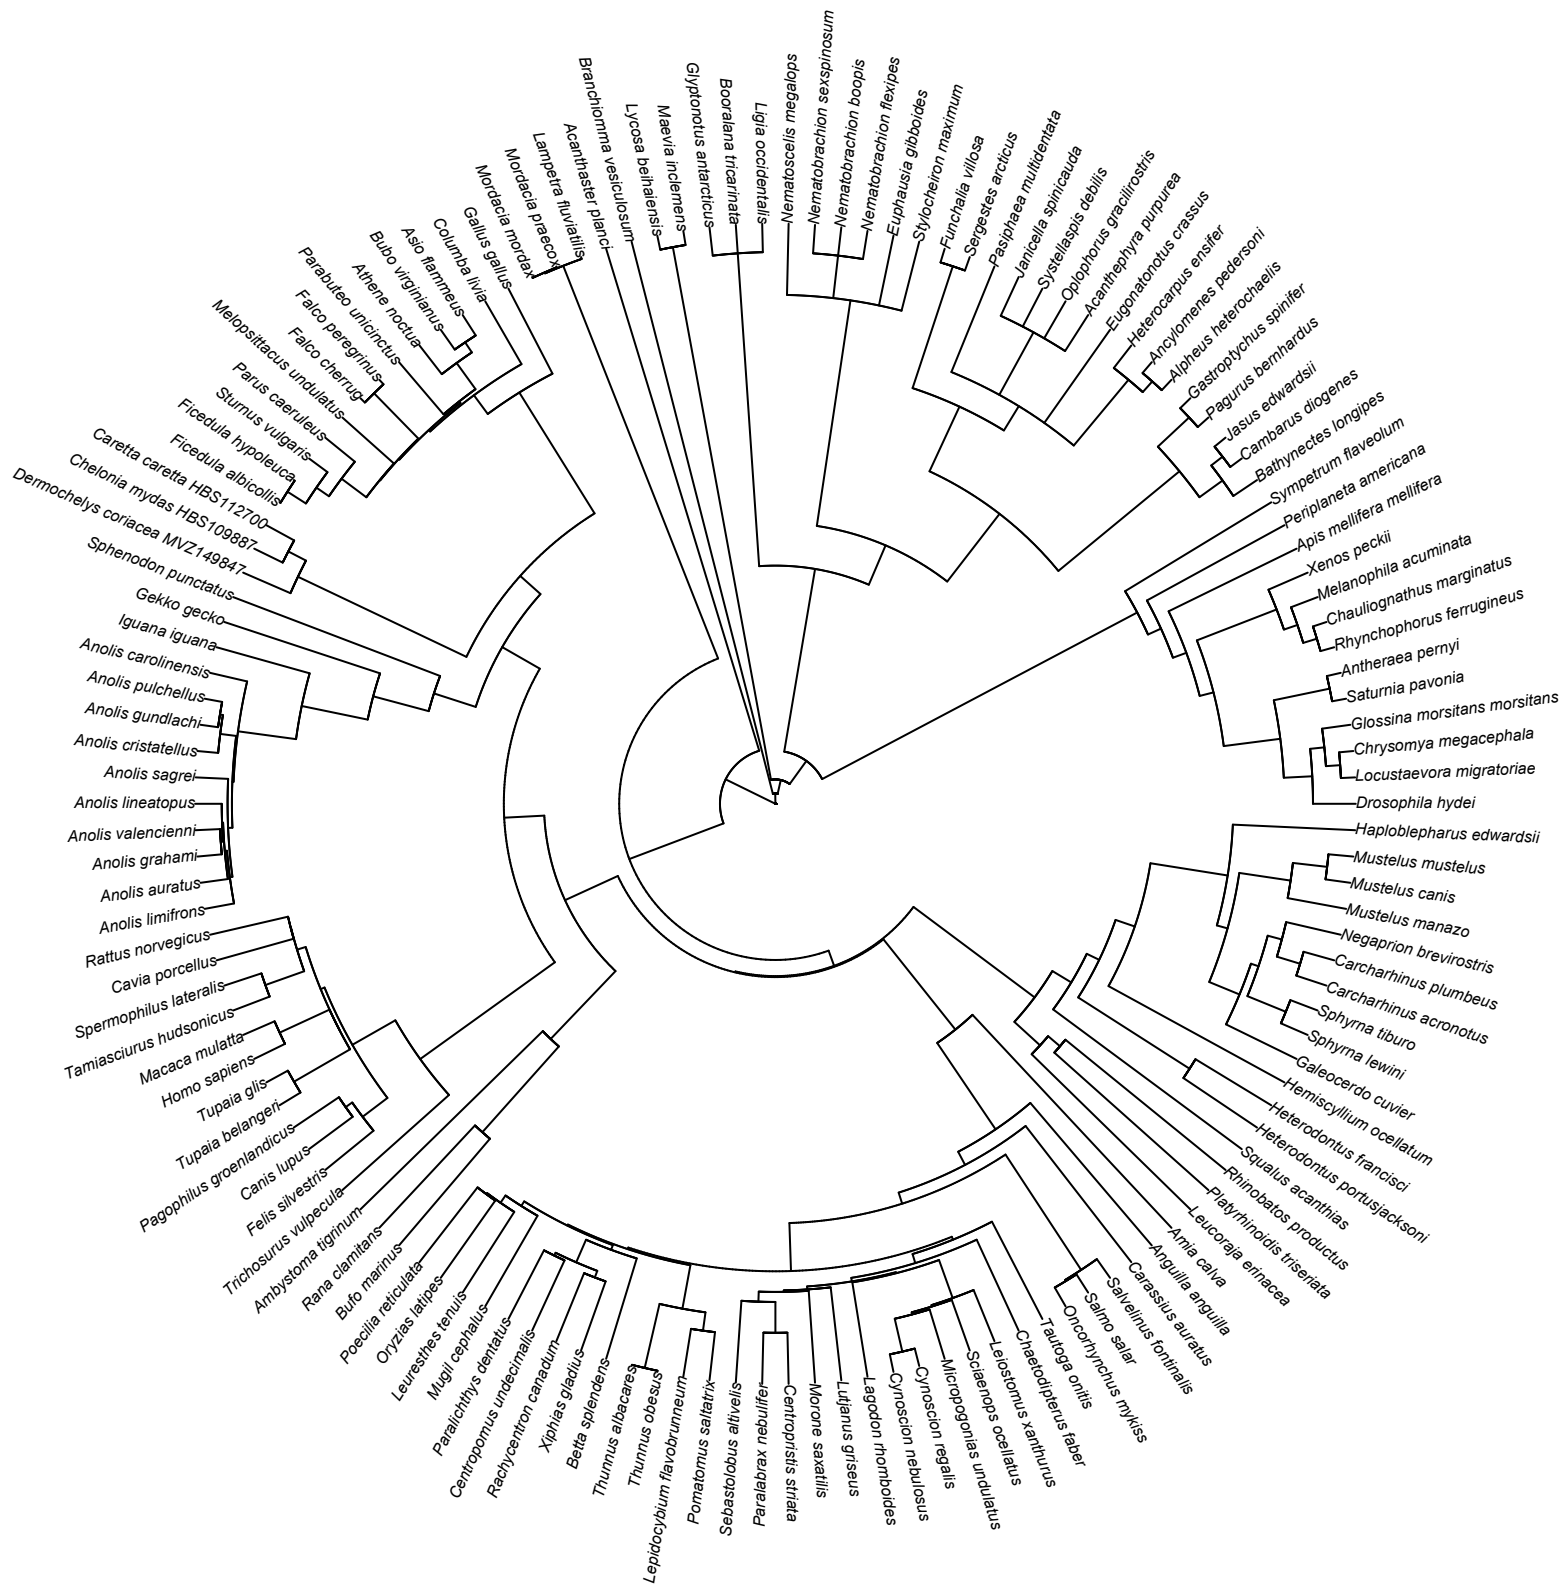 Nematoscelis megalops
Nematobrachion sexspinosum
Nematobrachion boopis
Nematobrachion flexipes
Euphausia gibboides
Stylocheiron maximum
Funchalia villosa
Sergestes arcticus
Pasiphaea multidentata
Janicella spinicauda
Systellaspis debilis
Oplophorus gracilirostris
Acanthephyra purpurea
Eugonatonotus crassus
Heterocarpus ensifer
Ancylomenes pedersoni
Alpheus heterochaelis
Gastroptychus spinifer
Pagurus bernhardus
Jasus edwardsii
Cambarus diogenes
Bathynectes longipes
Sympetrum flaveolum
Periplaneta americana
Apis mellifera mellifera
Xenos peckii
Melanophila acuminata
Chauliognathus marginatus
Rhynchophorus ferrugineus
Antheraea pernyi
Saturnia pavonia
Glossina morsitans morsitans
Chrysomya megacephala
Locustaevora migratoriae
Drosophila hydei
Haploblepharus edwardsii
Mustelus mustelus
Mustelus canis
Mustelus manazo
Negaprion brevirostris
Carcharhinus plumbeus
Carcharhinus acronotus
Sphyrna tiburo
Sphyrna lewini
Galeocerdo cuvier
Hemiscyllium ocellatum
Heterodontus francisci
Heterodontus portusjacksoni
Squalus acanthias
Rhinobatos productus
Platyrhinoidis triseriata
Leucoraja erinacea
Amia calva
Anguilla anguilla
Carassius auratus
Salvelinus fontinalis
Salmo salar
Oncorhynchus mykiss
Tautoga onitis
Chaetodipterus faber
Leiostomus xanthurus
Sciaenops ocellatus
Micropogonias undulatus
Cynoscion regalis
Cynoscion nebulosus
Lagodon rhomboides
Lutjanus griseus
Morone saxatilis
Centropristis striata
Paralabrax nebulifer
Sebastolobus altivelis
Pomatomus saltatrix
Lepidocybium flavobrunneum
Thunnus obesus
Thunnus albacares
Betta splendens
Xiphias gladius
Rachycentron canadum
Centropomus undecimalis
Paralichthys dentatus
Mugil cephalus
Leuresthes tenuis
Oryzias latipes
Poecilia reticulata
Bufo marinus
Rana clamitans
Ambystoma tigrinum
Trichosurus vulpecula
Felis silvestris
Canis lupus
Pagophilus groenlandicus
Tupaia belangeri
Tupaia glis
Homo sapiens
Macaca mulatta
Tamiasciurus hudsonicus
Spermophilus lateralis
Cavia porcellus
Rattus norvegicus
Anolis limifrons
Anolis auratus
Anolis grahami
Anolis valencienni
Anolis lineatopus
Anolis sagrei
Anolis cristatellus
Anolis gundlachi
Anolis pulchellus
Anolis carolinensis
Iguana iguana
Gekko gecko
Sphenodon punctatus
Dermochelys coriacea MVZ149847
Chelonia mydas HBS109887
Caretta caretta HBS112700
Ficedula albicollis
Ficedula hypoleuca
Sturnus vulgaris
Parus caeruleus
Melopsittacus undulatus
Falco cherrug
Falco peregrinus
Parabuteo unicinctus
Athene noctua
Bubo virginianus
Asio flammeus
Columba livia
Gallus gallus
Mordacia mordax
Mordacia praecox
Lampetra fluviatilis
Acanthaster planci
Branchiomma vesiculosum
Lycosa beihaiensis
Maevia inclemens
Glyptonotus antarcticus
Booralana tricarinata
Ligia occidentalis